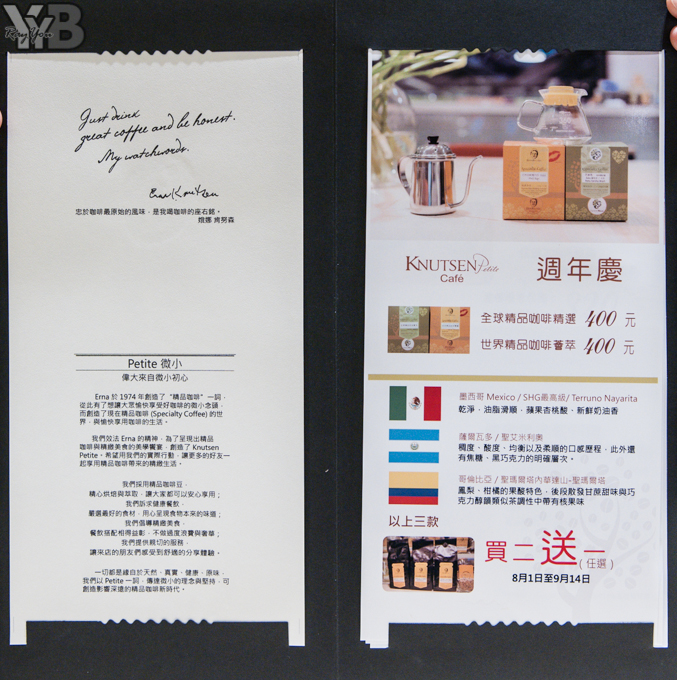 YYB
Ray You
Just drink
great coffee and be honest.
My watchwords.
Erna Knutsen
忠於咖啡最原始的風味,是我喝咖啡的座右銘。
娥娜 肯努森
Petite 微小
偉大來自微小初心
Erna 於 1974 年創造了 "精品咖啡" 一詞,
從此有了想讓大眾愉快享受好咖啡的微小念頭,
而創造了現在精品咖啡 (Specialty Coffee) 的世
界,與愉快享用咖啡的生活。
我們效法 Erna 的精神,為了呈現出精品
咖啡與精緻美食的美學饗宴,創造了 Knutsen
Petite。希望用我們的實際行動,讓更多的好友一
起享用精品咖啡帶來的精緻生活。
我們採用精品咖啡豆,
精心烘焙與萃取,讓大家都可以安心享用;
我們訴求健康餐飲,
嚴選最好的食材,用心呈現食物本來的味道;
我們倡導精緻美食,
餐飲搭配相得益彰,不做過度浪費與奢華;
我們提供親切的服務,
讓來店的朋友們感受到舒適的分享體驗。
一切都是緣自於天然、真實、健康、原味,
我們以 Petite 一詞,傳達微小的理念與堅持,可
創造影響深遠的精品咖啡新時代。
KNUTSEN Petite
Café
週年慶
全球精品咖啡精選 400 元
世界精品咖啡薈萃 400 元
墨西哥 Mexico / SHG最高級/ Terruno Nayarita
乾淨,油脂滑順,蘋果杏桃酸、新鮮奶油香
薩爾瓦多 / 聖艾米利奧
稠度、酸度、均衡以及柔順的口感歷程,此外還
有焦糖、黑巧克力的明確層次。
哥倫比亞 / 聖瑪爾塔內華達山-聖瑪爾塔
鳳梨、柑橘的果酸特色,後段散發甘蔗甜味與巧
克力醇韻類似茶調性中帶有核果味
以上三款
買二送一
(任選)
8月1日至9月14日